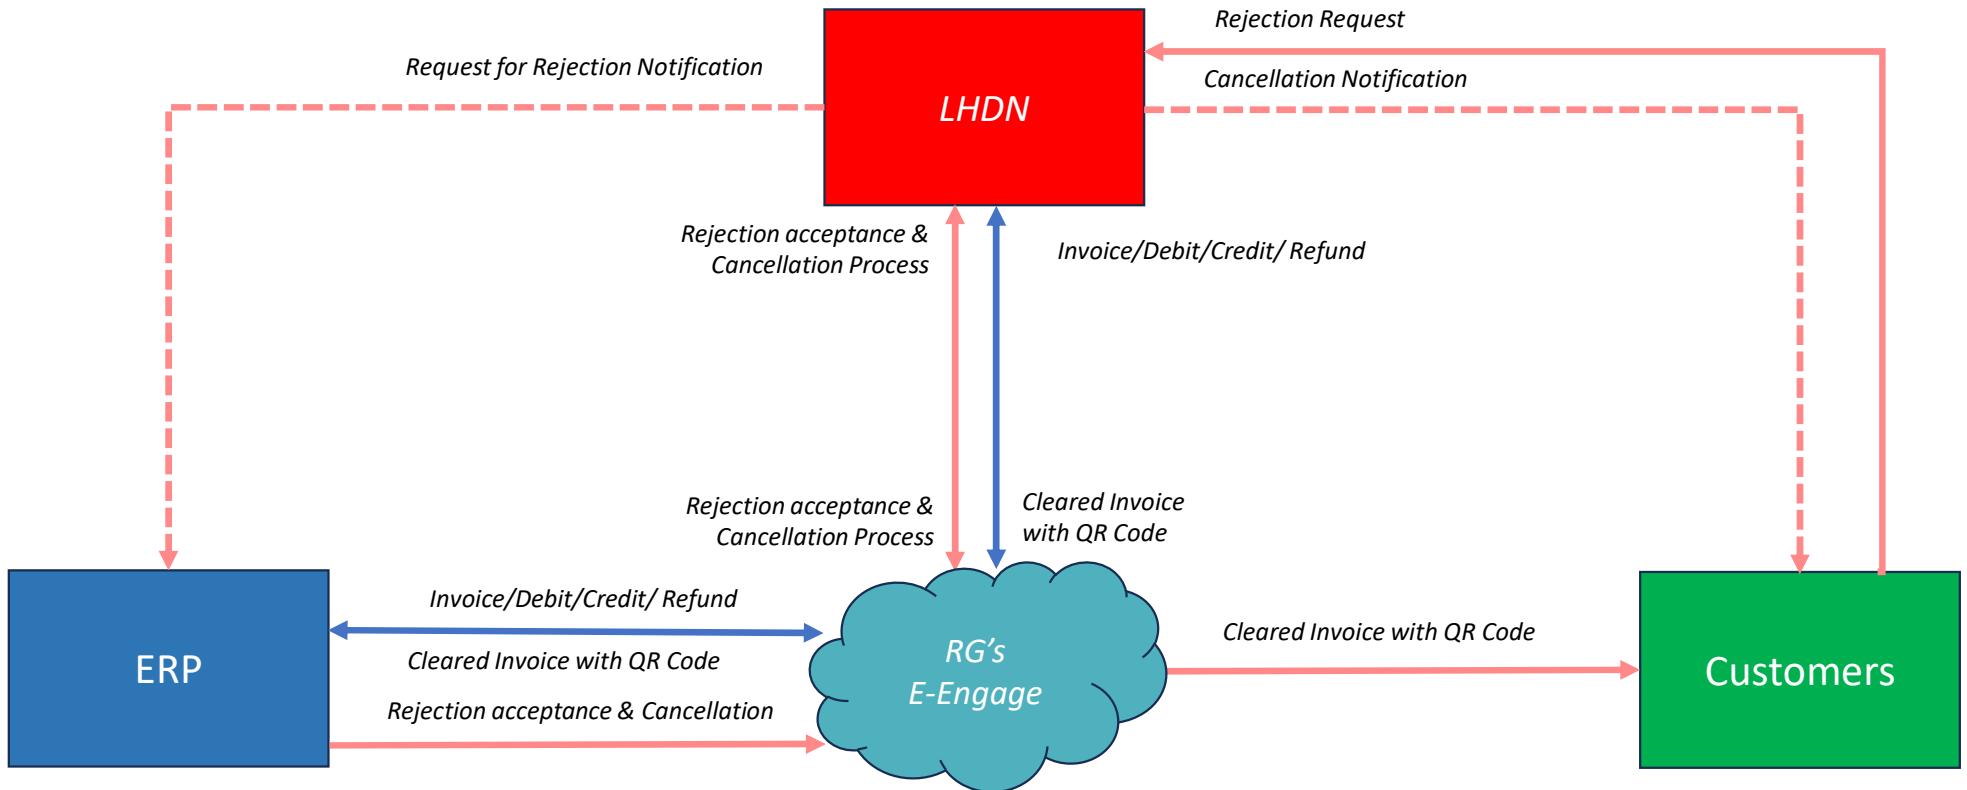 Rejection Request
Request for Rejection Notification
Cancellation Notification
LHDN
Rejection acceptance &
Cancellation Process
Invoice/Debit/Credit/ Refund
Rejection acceptance &
Cancellation Process
Cleared Invoice
with QR Code
Invoice/Debit/Credit/ Refund
Cleared Invoice with QR Code
Rejection acceptance & Cancellation
ERP
RG’s
E-Engage
Cleared Invoice with QR Code
Customers